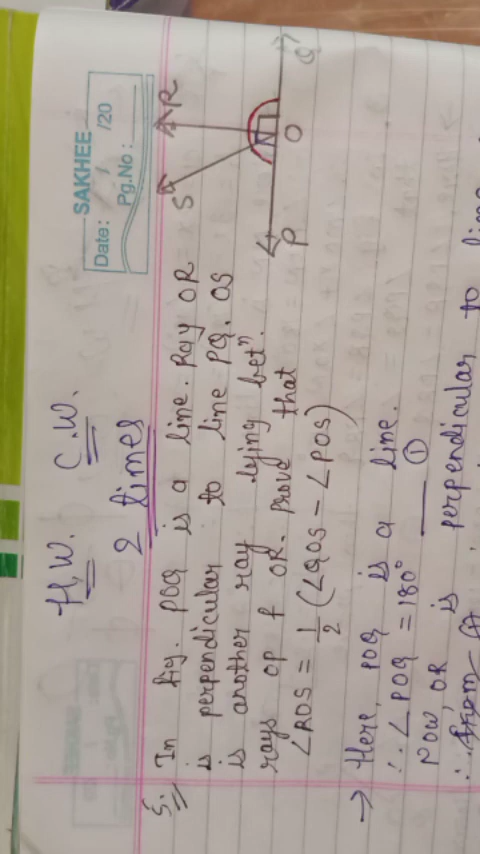 SAKHEE
Date: / /20
Pg.No:
H.W. C.W.
2 times
5. In fig. POQ is a line. Ray OR
is perpendicular to line PQ. OS
is another ray lying betⁿ.
rays OP & OR. prove that
∠ROS = 1/2 (∠QOS - ∠POS)
S R
P O Q
→ Here, POQ is a line.
∴ ∠POQ = 180° —— ①
Now, OR is perpendicular to line
∴ from